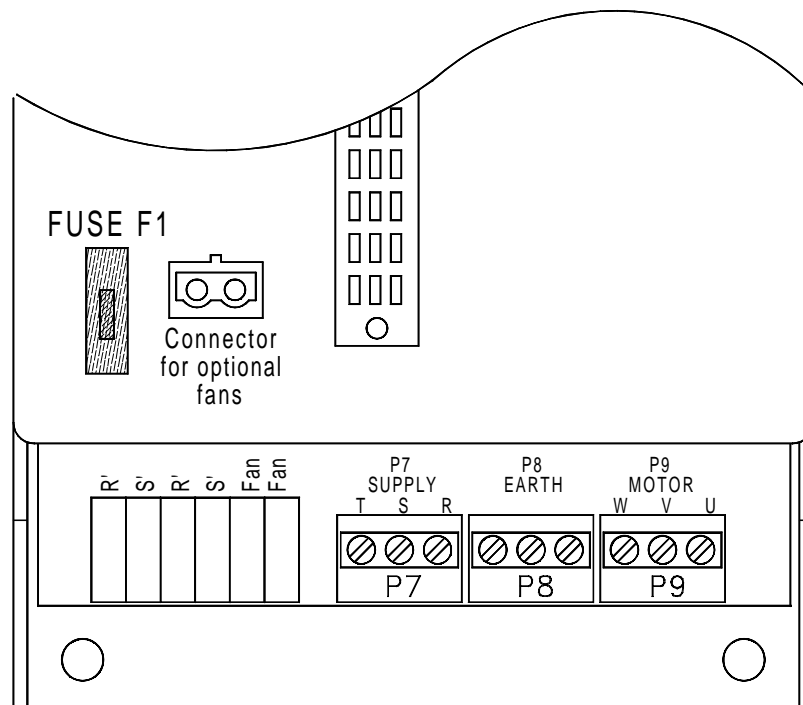 FUSE F1
Connector
for optional
fans
R' S' R' S' Fan Fan
P7
SUPPLY
T S R
P7
P8
EARTH
P8
P9
MOTOR
W V U
P9